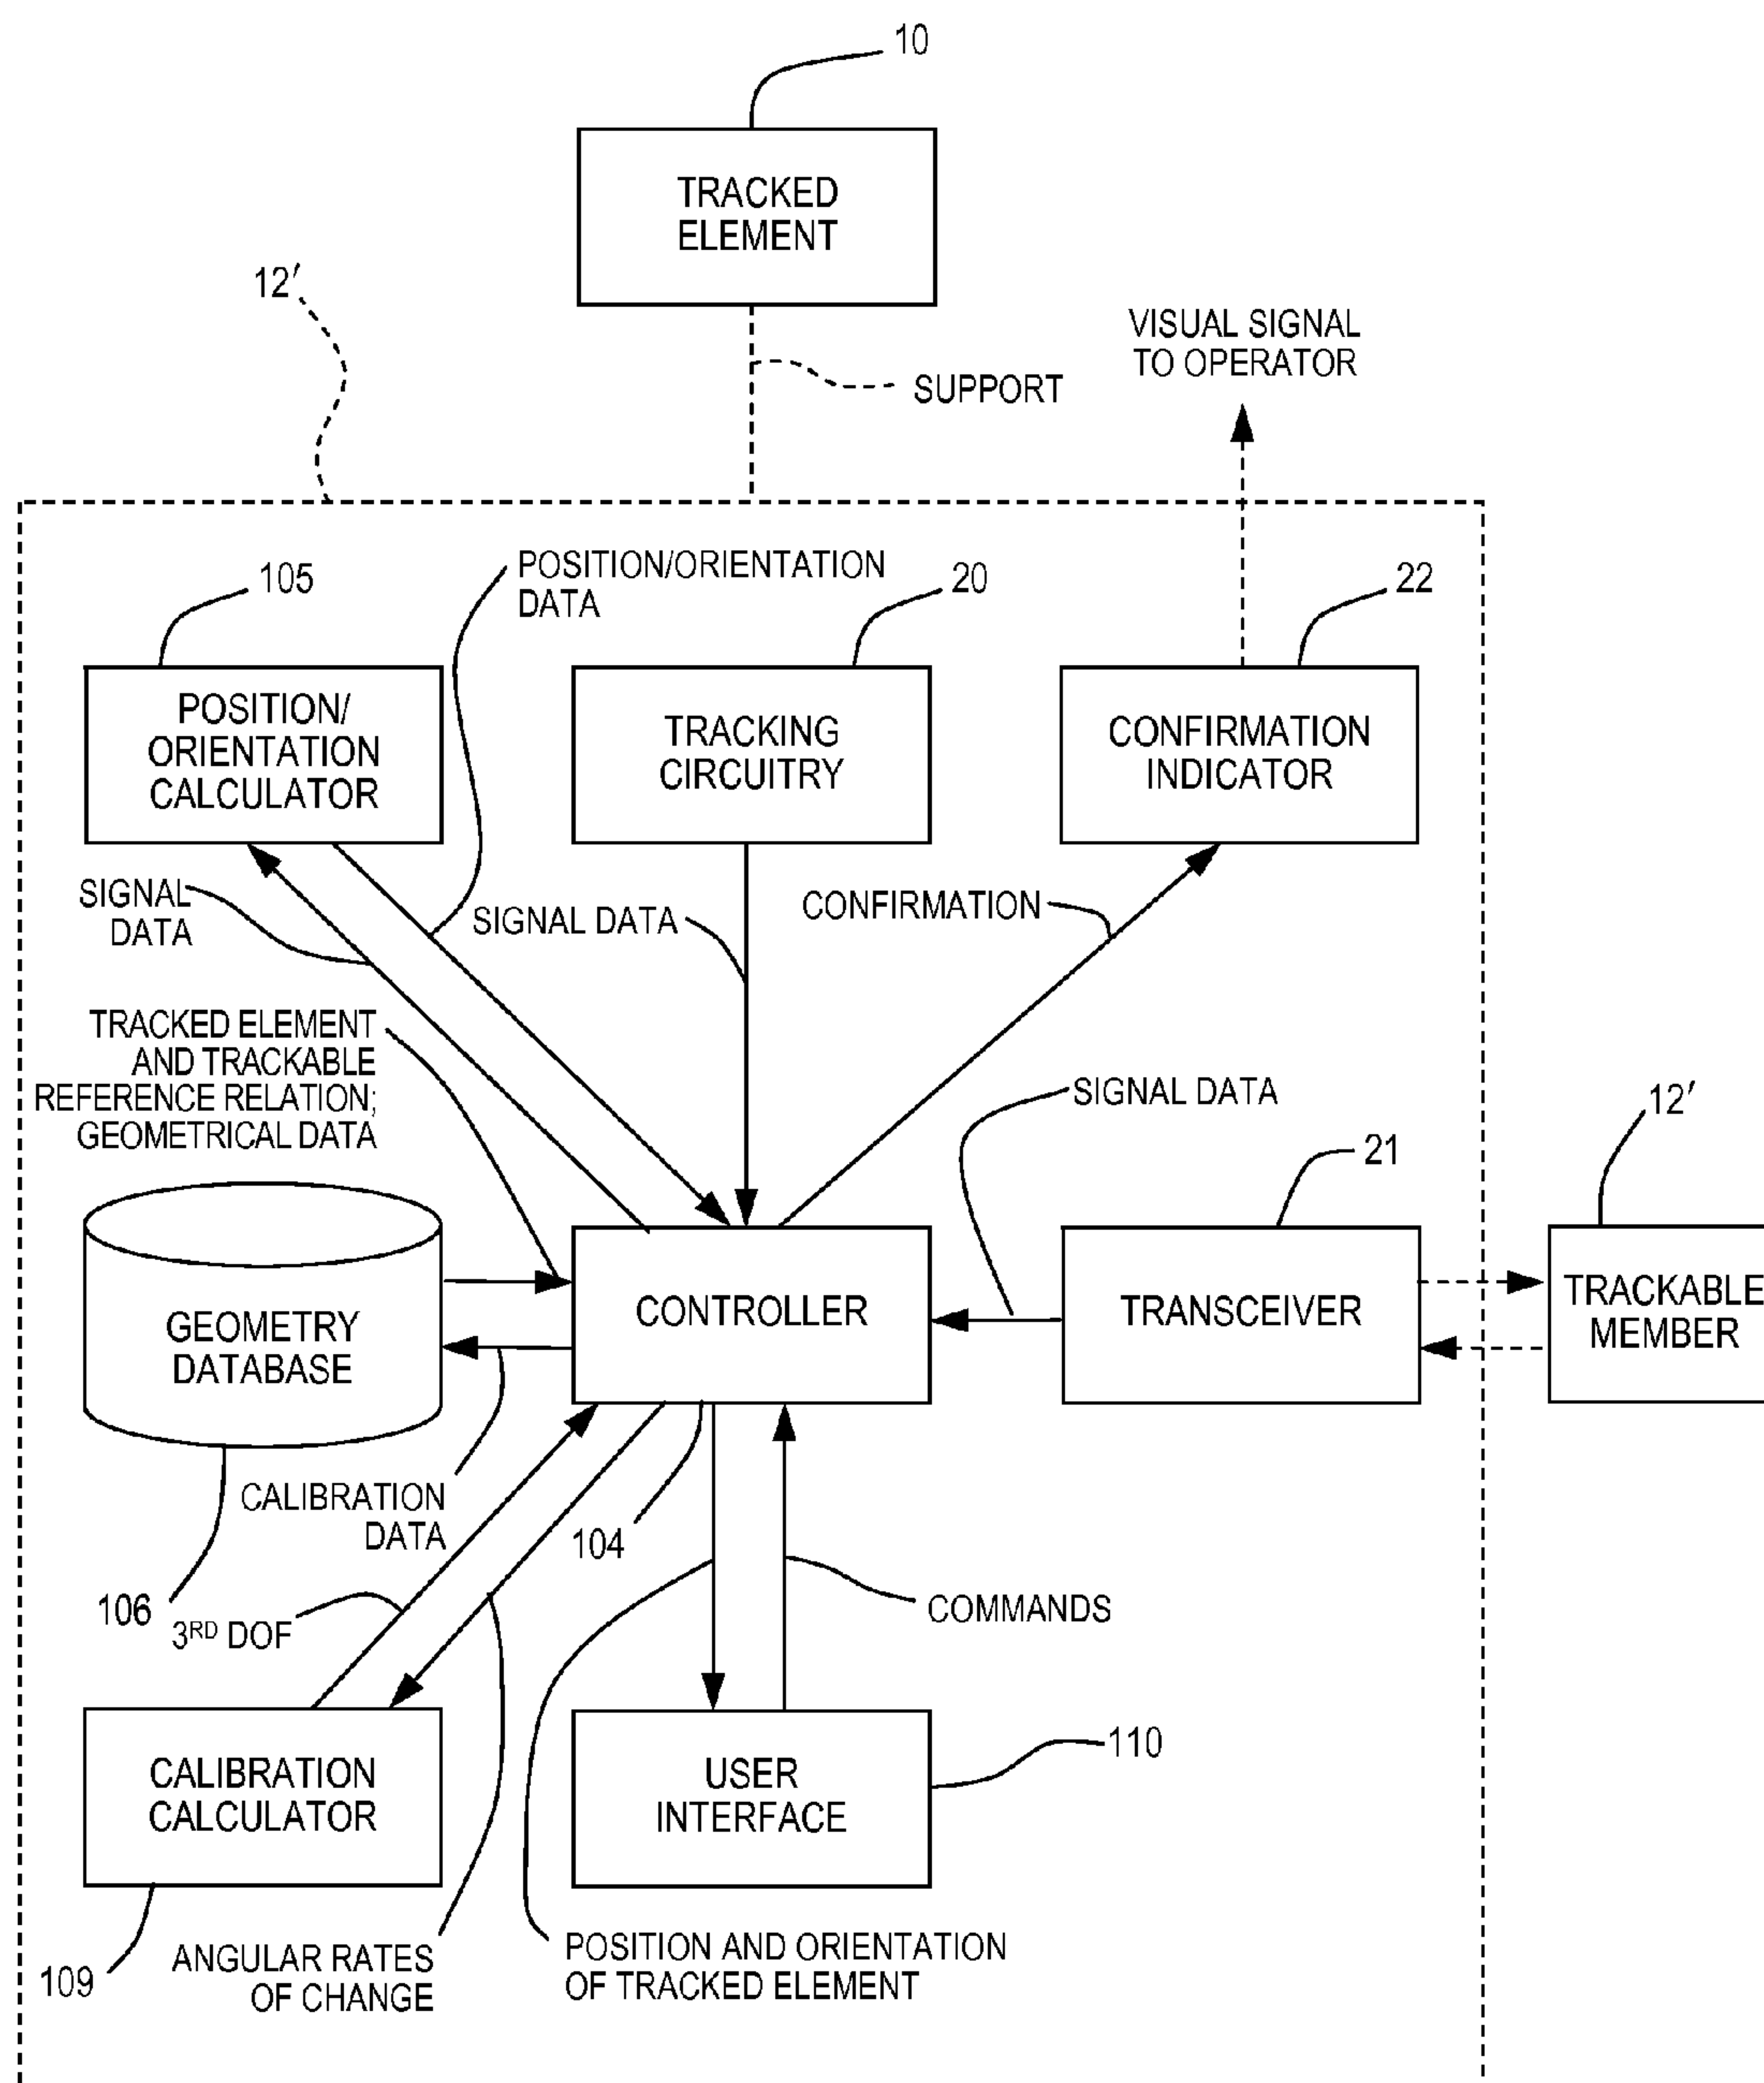 10
TRACKED
ELEMENT
12′
VISUAL SIGNAL
TO OPERATOR
SUPPORT
105
POSITION/ORIENTATION
DATA
20
22
POSITION/
ORIENTATION
CALCULATOR
TRACKING
CIRCUITRY
CONFIRMATION
INDICATOR
SIGNAL
DATA
SIGNAL DATA
CONFIRMATION
TRACKED ELEMENT
AND TRACKABLE
REFERENCE RELATION;
GEOMETRICAL DATA
SIGNAL DATA
21
12′
GEOMETRY
DATABASE
CONTROLLER
TRANSCEIVER
TRACKABLE
MEMBER
CALIBRATION
DATA
104
106
3RD DOF
COMMANDS
CALIBRATION
CALCULATOR
USER
INTERFACE
110
109
ANGULAR RATES
OF CHANGE
POSITION AND ORIENTATION
OF TRACKED ELEMENT